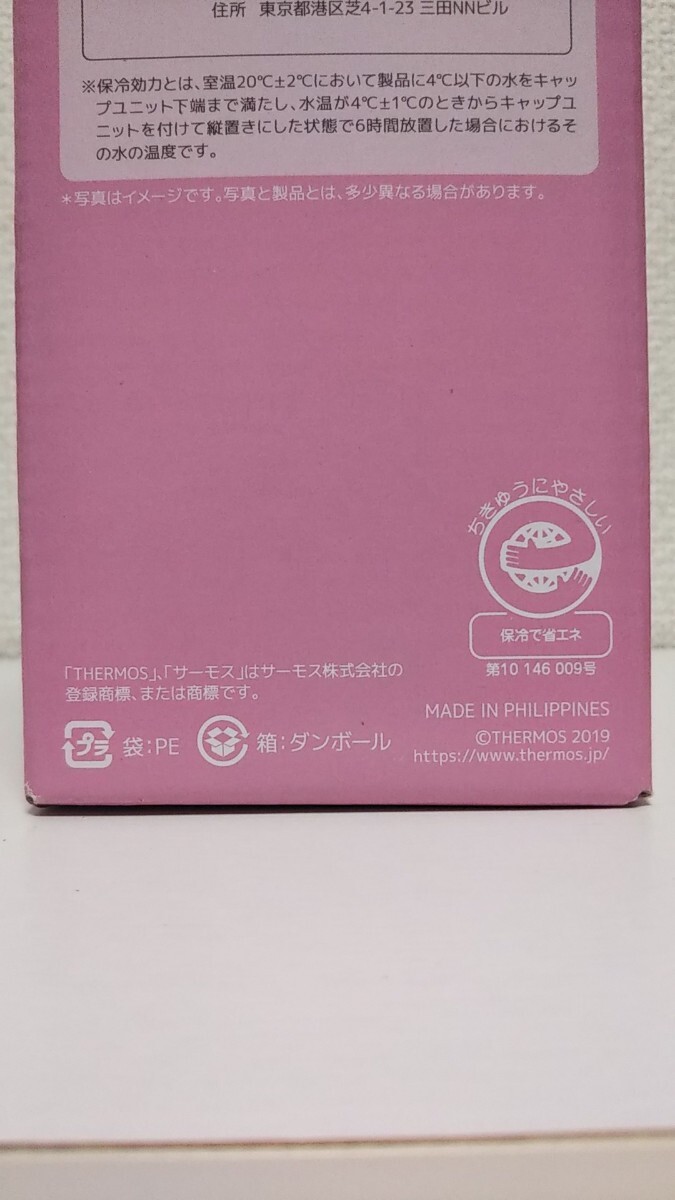 住所 東京都港区芝4-1-23 三田NNビル
※保冷効力とは、室温20℃±2℃において製品に4℃以下の水をキャッ
プユニット下端まで満たし、水温が4℃±1℃のときからキャップユ
ニットを付けて縦置きにした状態で6時間放置した場合におけるそ
の水の温度です。
＊写真はイメージです。写真と製品とは、多少異なる場合があります。
ちきゅうにやさしい
保冷で省エネ
第10 146 009号
「THERMOS」、「サーモス」はサーモス株式会社の
登録商標、または商標です。
プラ 袋：PE 箱：ダンボール
MADE IN PHILIPPINES
©THERMOS 2019
https://www.thermos.jp/